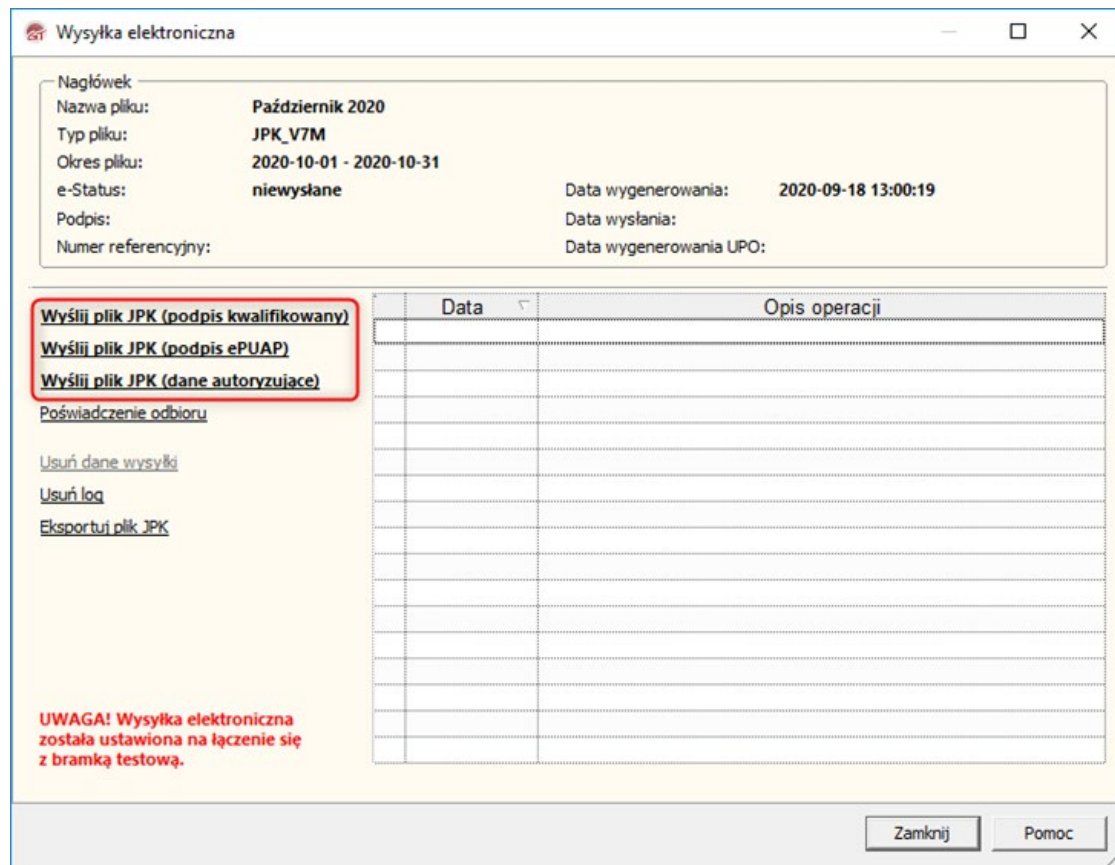 Wysyłka elektroniczna
Nagłówek
Nazwa pliku: Październik 2020
Typ pliku: JPK_V7M
Okres pliku: 2020-10-01 - 2020-10-31
e-Status: niewysłane Data wygenerowania: 2020-09-18 13:00:19
Podpis: Data wysłania:
Numer referencyjny: Data wygenerowania UPO:
Wyślij plik JPK (podpis kwalifikowany)
Wyślij plik JPK (podpis ePUAP)
Wyślij plik JPK (dane autoryzujące)
Poświadczenie odbioru
Usuń dane wysyłki
Usuń log
Eksportuj plik JPK
UWAGA! Wysyłka elektroniczna
została ustawiona na łączenie się
z bramką testową.
Data Opis operacji
Zamknij Pomoc